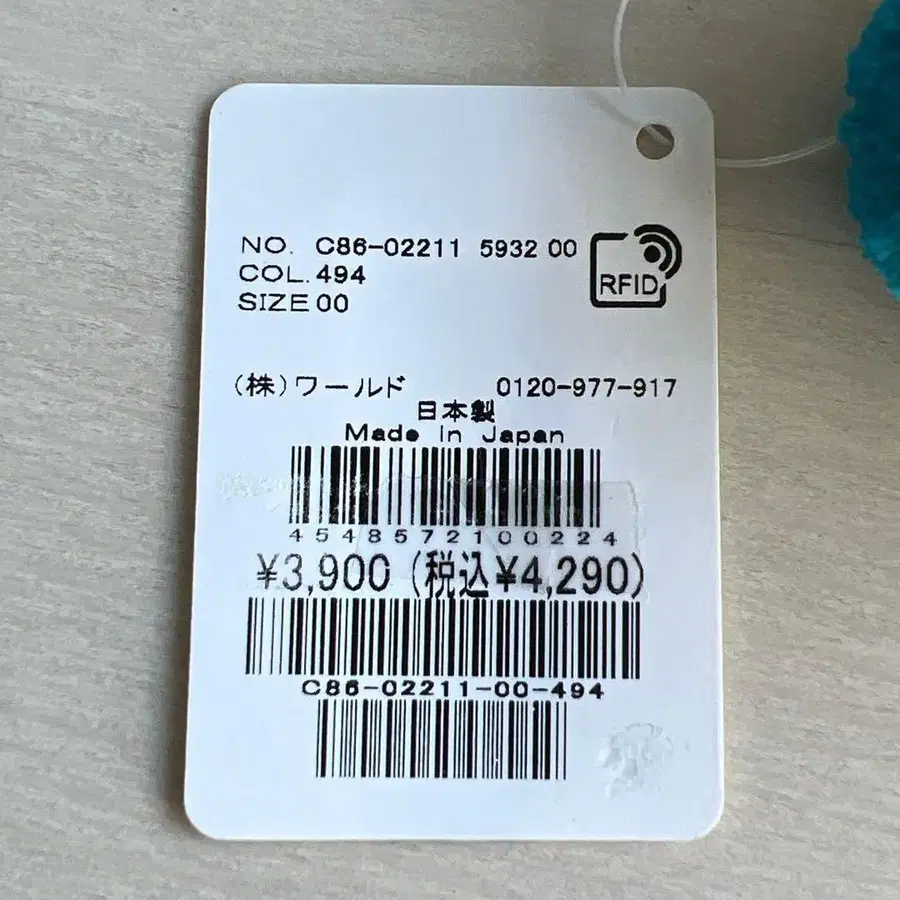 NO. C86-02211 5932 00
COL.494
SIZE 00
RFID
(株)ワールド 0120-977-917
日本製
Made in Japan
4548572100224
¥3,900(税込¥4,290)
C86-02211-00-494